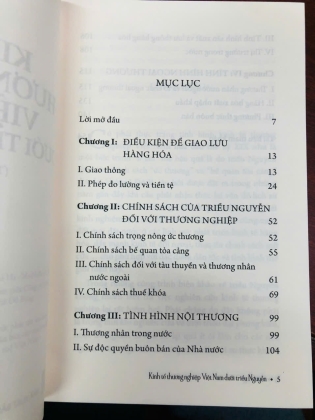 MỤC LỤC
Lời mở đầu 7
Chương I: ĐIỀU KIỆN ĐỂ GIAO LƯU
HÀNG HÓA 13
I. Giao thông 13
II. Phép đo lường và tiền tệ 24
Chương II: CHÍNH SÁCH CỦA TRIỀU NGUYỄN
ĐỐI VỚI THƯƠNG NGHIỆP 52
I. Chính sách trọng nông ức thương 52
II. Chính sách bế quan tỏa cảng 55
III. Chính sách đối với tàu thuyền và thương nhân
nước ngoài 61
IV. Chính sách thuế khóa 69
Chương III: TÌNH HÌNH NỘI THƯƠNG 99
I. Thương nhân trong nước 99
II. Sự độc quyền buôn bán của Nhà nước 104
Kinh tế thương nghiệp Việt Nam dưới triều Nguyễn • 5